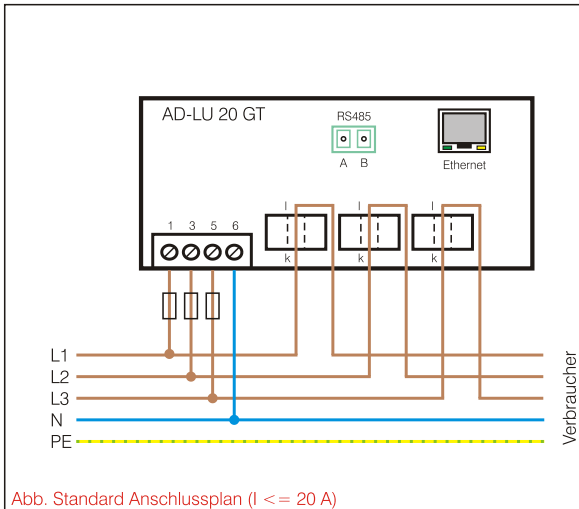 AD-LU 20 GT
RS485
A B
Ethernet
1 3 5 6
l l l
k k k
L1
L2
L3
N
PE
Verbraucher
Abb. Standard Anschlussplan (I <= 20 A)